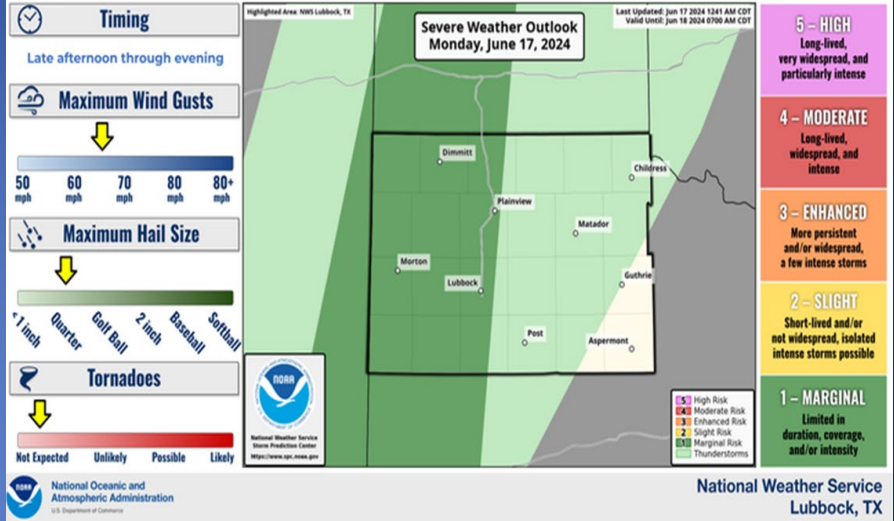 Timing
Late afternoon through evening
Maximum Wind Gusts
50 60 70 80 80+
mph mph mph mph mph
Maximum Hail Size
<1 inch Quarter Golf Ball 2 inch Baseball Softball
Tornadoes
Not Expected Unlikely Possible Likely
Highlighted Area: NWS Lubbock, TX
Severe Weather Outlook
Monday, June 17, 2024
Last Updated: Jun 17 2024 1241 AM CDT
Valid Until: Jun 18 2024 0700 AM CDT
Dimmitt
Childress
Plainview
Matador
Morton
Lubbock
Guthrie
Post
Aspermont
NOAA
National Weather Service
Storm Prediction Center
https://www.spc.noaa.gov
5 High Risk
4 Moderate Risk
3 Enhanced Risk
2 Slight Risk
1 Marginal Risk
Thunderstorms
5 – HIGH
Long-lived,
very widespread, and
particularly intense
4 – MODERATE
Long-lived,
widespread, and
intense
3 – ENHANCED
More persistent
and/or widespread,
a few intense storms
2 – SLIGHT
Short-lived and/or
not widespread, isolated
intense storms possible
1 – MARGINAL
Limited in
duration, coverage,
and/or intensity
NOAA
National Oceanic and
Atmospheric Administration
U.S. Department of Commerce
National Weather Service
Lubbock, TX